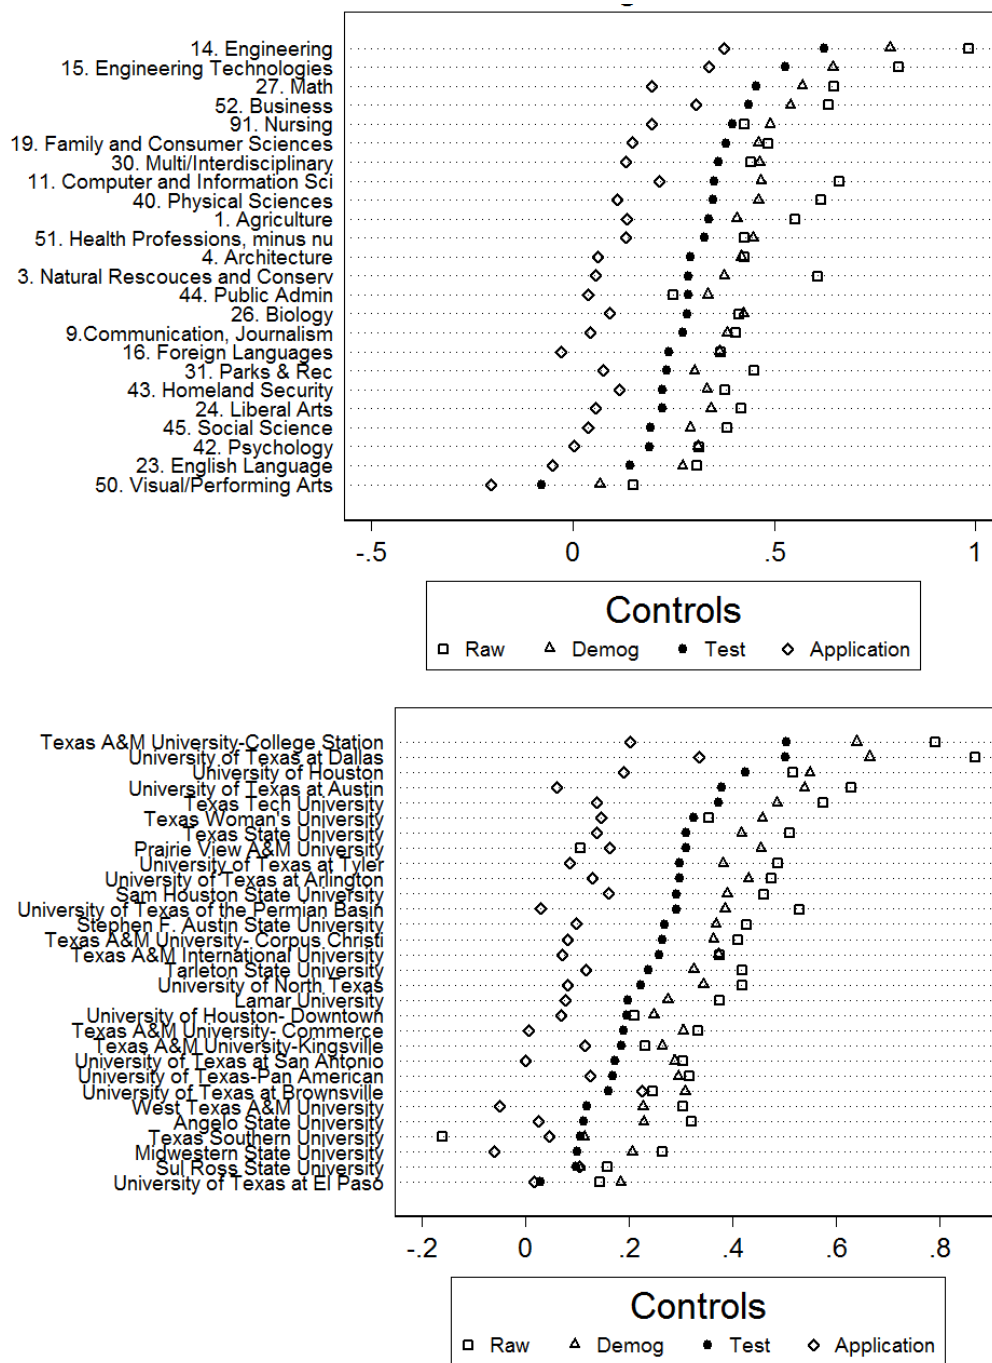 14. Engineering
15. Engineering Technologies
27. Math
52. Business
91. Nursing
19. Family and Consumer Sciences
30. Multi/Interdisciplinary
11. Computer and Information Sci
40. Physical Sciences
1. Agriculture
51. Health Professions, minus nu
4. Architecture
3. Natural Rescouces and Conserv
44. Public Admin
26. Biology
9.Communication, Journalism
16. Foreign Languages
31. Parks & Rec
43. Homeland Security
24. Liberal Arts
45. Social Science
42. Psychology
23. English Language
50. Visual/Performing Arts
-.5 0 .5 1
Controls
Raw Demog Test Application
Texas A&M University-College Station
University of Texas at Dallas
University of Houston
University of Texas at Austin
Texas Tech University
Texas Woman's University
Texas State University
Prairie View A&M University
University of Texas at Tyler
University of Texas at Arlington
Sam Houston State University
University of Texas of the Permian Basin
Stephen F. Austin State University
Texas A&M University- Corpus Christi
Texas A&M International University
Tarleton State University
University of North Texas
Lamar University
University of Houston- Downtown
Texas A&M University- Commerce
Texas A&M University-Kingsville
University of Texas at San Antonio
University of Texas-Pan American
University of Texas at Brownsville
West Texas A&M University
Angelo State University
Texas Southern University
Midwestern State University
Sul Ross State University
University of Texas at El Paso
-.2 0 .2 .4 .6 .8
Controls
Raw Demog Test Application